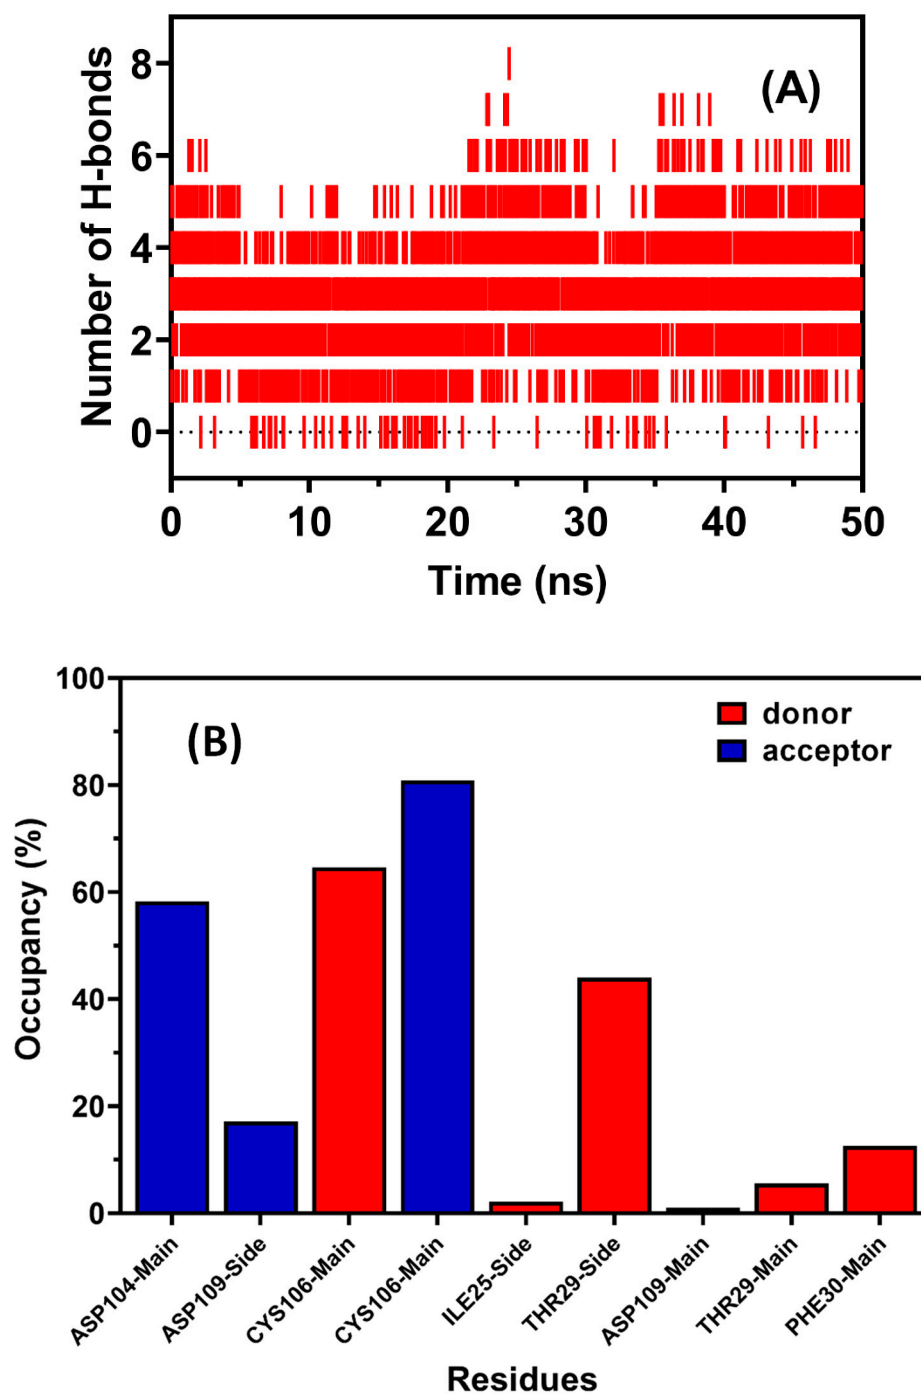 (A)
Number of H-bonds
8
6
4
2
0
0 10 20 30 40 50
Time (ns)
(B)
donor
acceptor
Occupancy (%)
100
80
60
40
20
0
ASP104-Main
ASP109-Side
CYS106-Main
CYS106-Main
ILE25-Side
THR29-Side
ASP109-Main
THR29-Main
PHE30-Main
Residues